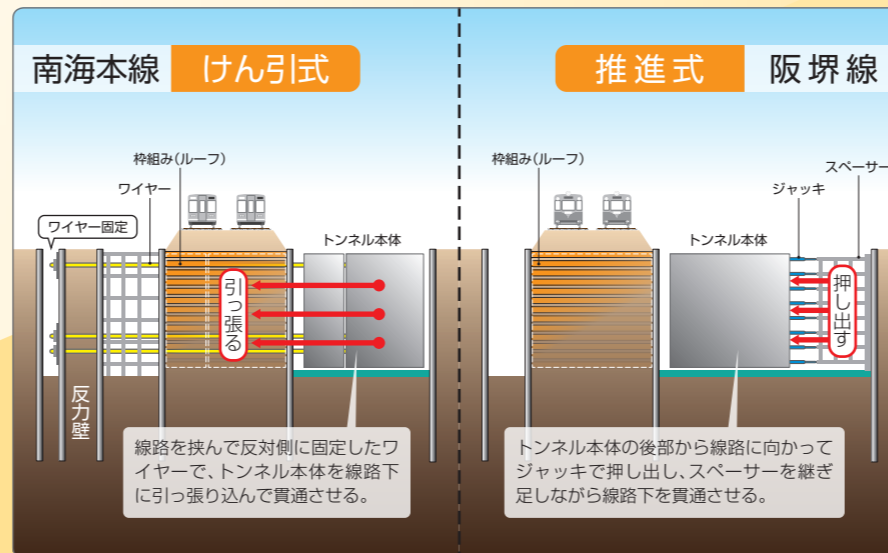 南海本線 けん引式
枠組み（ルーフ）
ワイヤー
ワイヤー固定
トンネル本体
引っ張る
反力壁
線路を挟んで反対側に固定したワ
イヤーで、トンネル本体を線路下
に引っ張り込んで貫通させる。
推進式 阪堺線
枠組み（ルーフ）
スペーサー
ジャッキ
トンネル本体
押し出す
トンネル本体の後部から線路に向かって
ジャッキで押し出し、スペーサーを継ぎ
足しながら線路下を貫通させる。